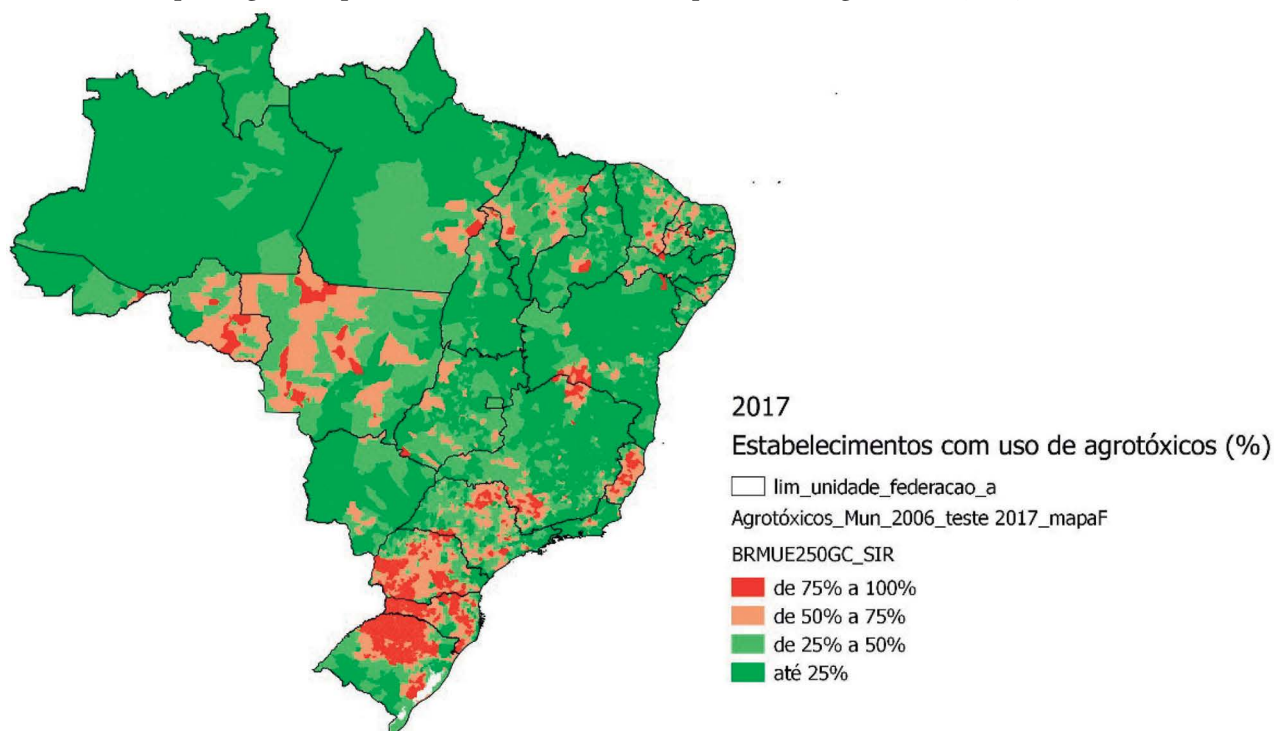 2017
Estabelecimentos com uso de agrotóxicos (%)
lim_unidade_federacao_a
Agrotóxicos_Mun_2006_teste 2017_mapaF
BRMUE250GC_SIR
de 75% a 100%
de 50% a 75%
de 25% a 50%
até 25%